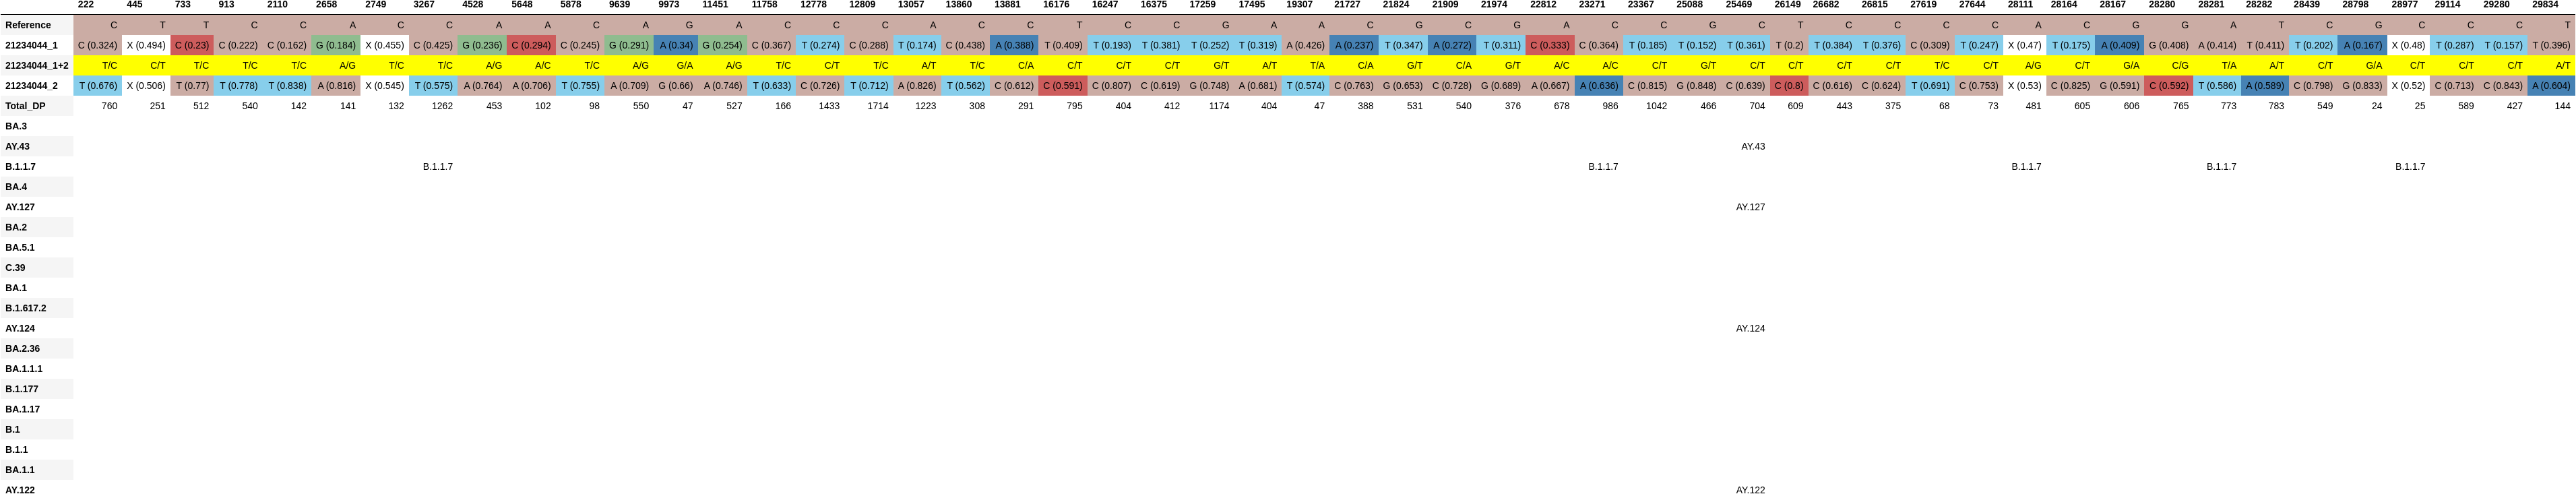 222 445 733 913 2110 2658 2749 3267 4528 5648 5878 9639 9973 11451 11758 12778 12809 13057 13860 13881 16176 16247 16375 17259 17495 19307 21727 21824 21909 21974 22812 23271 23367 25088 25469 26149 26682 26815 27619 27644 28111 28164 28167 28280 28281 28282 28439 28798 28977 29114 29280 29834
Reference C T T C C A C C A A C A G A C C C A C C T C C G A A C G C G A C C G C T C C C C A C G G A T C G C C C T
21234044_1 C (0.324) X (0.494) C (0.23) C (0.222) C (0.162) G (0.184) X (0.455) C (0.425) G (0.236) C (0.294) C (0.245) G (0.291) A (0.34) G (0.254) C (0.367) T (0.274) C (0.288) T (0.174) C (0.438) A (0.388) T (0.409) T (0.193) T (0.381) T (0.252) T (0.319) A (0.426) A (0.237) T (0.347) A (0.272) T (0.311) C (0.333) C (0.364) T (0.185) T (0.152) T (0.361) T (0.2) T (0.384) T (0.376) C (0.309) T (0.247) X (0.47) T (0.175) A (0.409) G (0.408) A (0.414) T (0.411) T (0.202) A (0.167) X (0.48) T (0.287) T (0.157) T (0.396)
21234044_1+2 T/C C/T T/C T/C T/C A/G T/C T/C A/G A/C T/C A/G G/A A/G T/C C/T T/C A/T T/C C/A C/T C/T C/T G/T A/T T/A C/A G/T C/A G/T A/C A/C C/T G/T C/T C/T C/T C/T T/C C/T A/G C/T G/A C/G T/A A/T C/T G/A C/T C/T C/T A/T
21234044_2 T (0.676) X (0.506) T (0.77) T (0.778) T (0.838) A (0.816) X (0.545) T (0.575) A (0.764) A (0.706) T (0.755) A (0.709) G (0.66) A (0.746) T (0.633) C (0.726) T (0.712) A (0.826) T (0.562) C (0.612) C (0.591) C (0.807) C (0.619) G (0.748) A (0.681) T (0.574) C (0.763) G (0.653) C (0.728) G (0.689) A (0.667) A (0.636) C (0.815) G (0.848) C (0.639) C (0.8) C (0.616) C (0.624) T (0.691) C (0.753) X (0.53) C (0.825) G (0.591) C (0.592) T (0.586) A (0.589) C (0.798) G (0.833) X (0.52) C (0.713) C (0.843) A (0.604)
Total_DP 760 251 512 540 142 141 132 1262 453 102 98 550 47 527 166 1433 1714 1223 308 291 795 404 412 1174 404 47 388 531 540 376 678 986 1042 466 704 609 443 375 68 73 481 605 606 765 773 783 549 24 25 589 427 144
BA.3
AY.43 AY.43
B.1.1.7 B.1.1.7 B.1.1.7 B.1.1.7 B.1.1.7 B.1.1.7
BA.4
AY.127 AY.127
BA.2
BA.5.1
C.39
BA.1
B.1.617.2
AY.124 AY.124
BA.2.36
BA.1.1.1
B.1.177
BA.1.17
B.1
B.1.1
BA.1.1
AY.122 AY.122